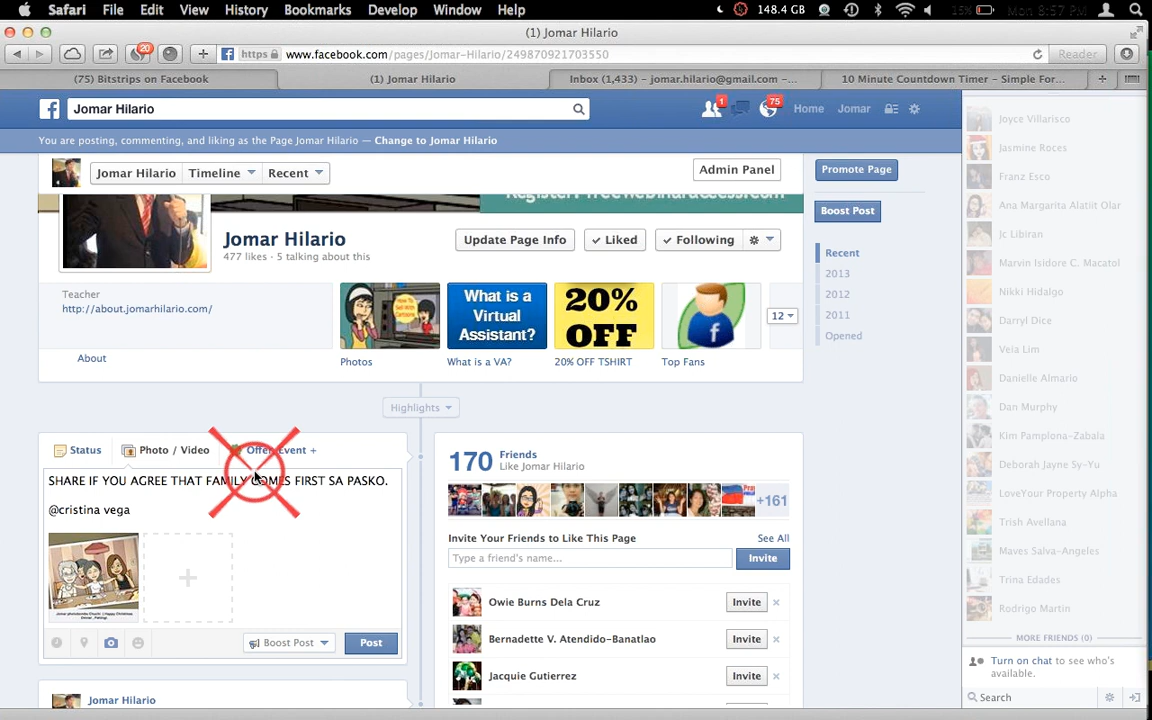 Safari File Edit View History Bookmarks Develop Window Help 148.4 GB 15% Mon 8:57 PM
(1) Jomar Hilario
20 https www.facebook.com/pages/Jomar-Hilario/249870921703550 Reader
(75) Bitstrips on Facebook (1) Jomar Hilario Inbox (1,433) – jomar.hilario@gmail.com –... 10 Minute Countdown Timer – Simple For...
Jomar Hilario 1 75 Home Jomar
You are posting, commenting, and liking as the Page Jomar Hilario — Change to Jomar Hilario
Jomar Hilario Timeline Recent Admin Panel
Promote Page
Boost Post
Jomar Hilario
477 likes · 5 talking about this
Update Page Info Liked Following
Teacher
http://about.jomarhilario.com/
About
What is a
Virtual
Assistant?
20%
OFF
12
Photos What is a VA? 20% OFF TSHIRT Top Fans
Recent
2013
2012
2011
Opened
Highlights
Status Photo / Video Offer, Event +
SHARE IF YOU AGREE THAT FAMILY COMES FIRST SA PASKO.
@cristina vega
Boost Post Post
Jomar Hilario
170 Friends
Like Jomar Hilario
+161
Invite Your Friends to Like This Page See All
Type a friend's name... Invite
Owie Burns Dela Cruz Invite
Bernadette V. Atendido-Banatlao Invite
Jacquie Gutierrez Invite
Joyce Villarisco
Jasmine Roces
Franz Esco
Ana Margarita Alatiit Olar
Jc Libiran
Marvin Isidore C. Macatol
Nikki Hidalgo
Darryl Dice
Veia Lim
Danielle Almario
Dan Murphy
Kim Pamplona-Zabala
Deborah Jayne Sy-Yu
LoveYour Property Alpha
Trish Avellana
Maves Salva-Angeles
Trina Edades
Rodrigo Martin
MORE FRIENDS (0)
Turn on chat to see who's
available.
Search